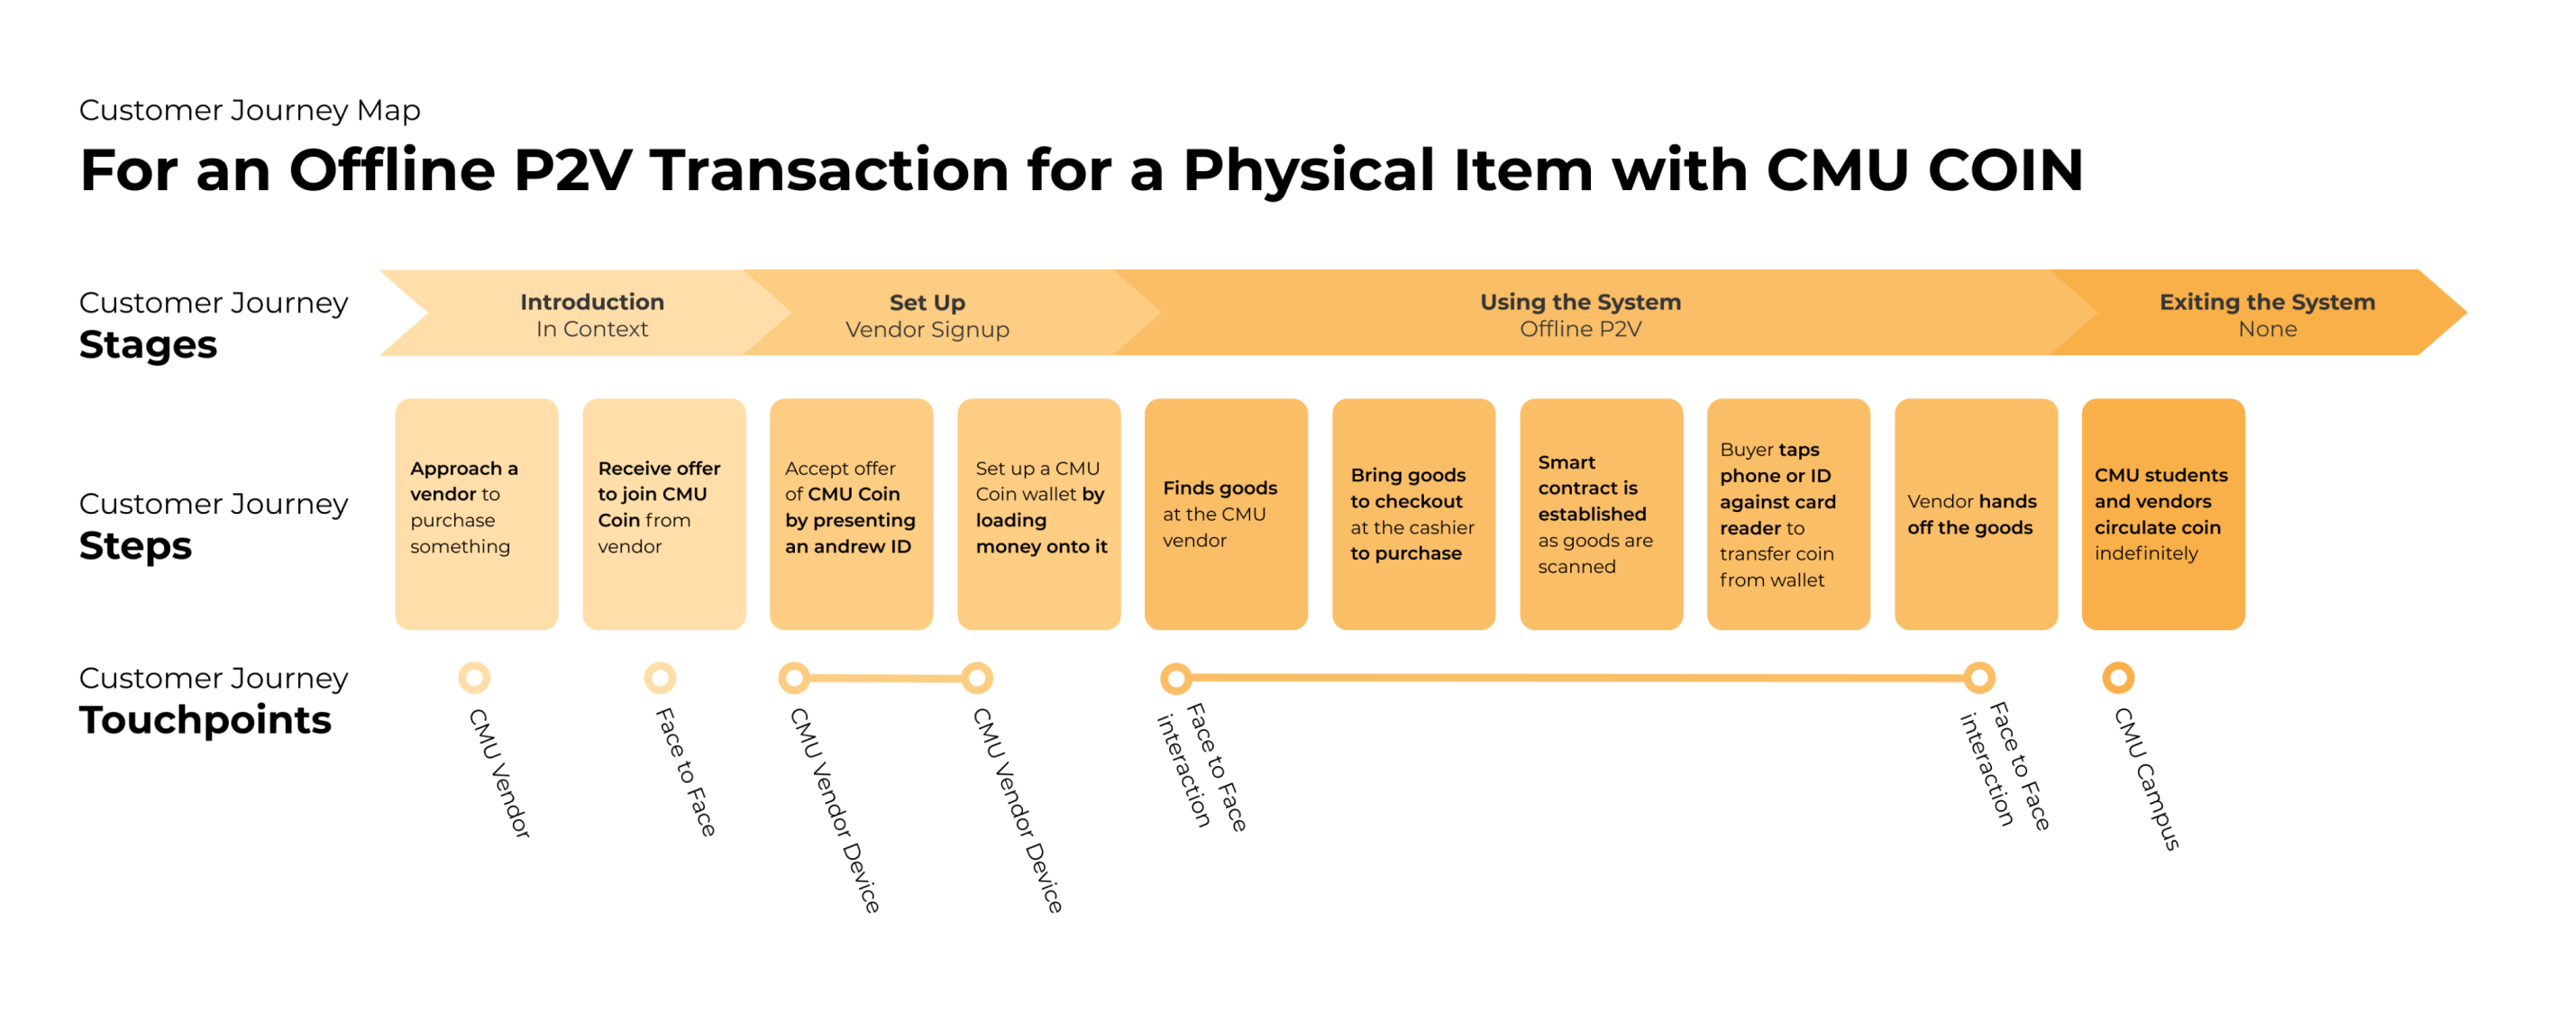 Customer Journey Map
For an Offline P2V Transaction for a Physical Item with CMU COIN
Customer Journey
Stages
Introduction
In Context
Set Up
Vendor Signup
Using the System
Offline P2V
Exiting the System
None
Customer Journey
Steps
Approach a
vendor to
purchase
something
Receive offer
to join CMU
Coin from
vendor
Accept offer
of CMU Coin
by presenting
an andrew ID
Set up a CMU
Coin wallet by
loading
money onto it
Finds goods
at the CMU
vendor
Bring goods
to checkout
at the cashier
to purchase
Smart
contract is
established
as goods are
scanned
Buyer taps
phone or ID
against card
reader to
transfer coin
from wallet
Vendor hands
off the goods
CMU students
and vendors
circulate coin
indefinitely
Customer Journey
Touchpoints
CMU Vendor
Face to Face
CMU Vendor Device
CMU Vendor Device
Face to Face
interaction
Face to Face
interaction
CMU Campus